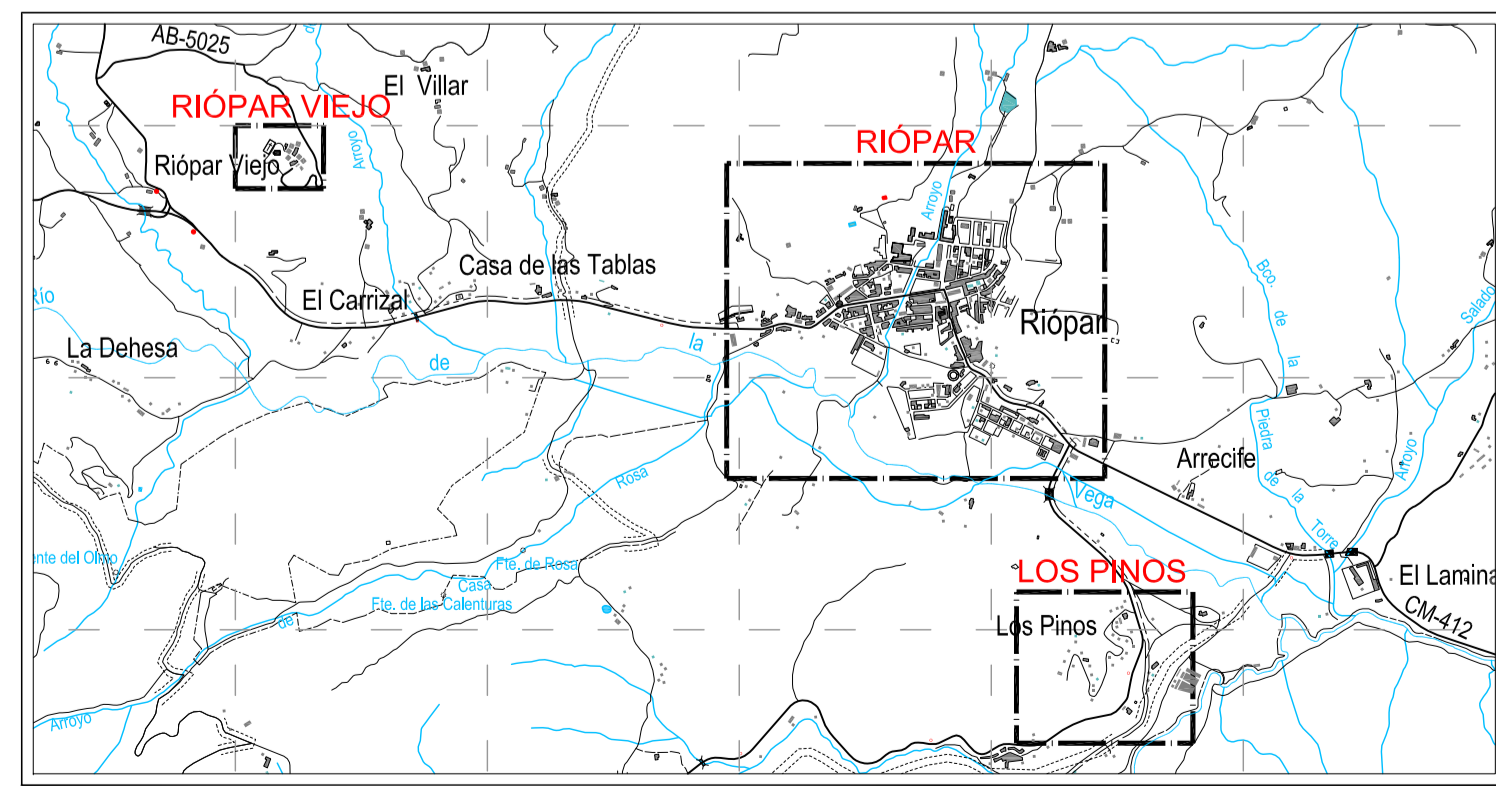 AB-5025
de
El Villar
RIÓPAR VIEJO
RIÓPAR
Riópar Viejo
Arroyo
Arroyo
Casa de las Tablas
El Carrizal
Río
La Dehesa
de
la
Riópar
Bco.
de
la
Salado
Piedra
de
la
Torre
Arroyo
Arrecife
Rosa
Vega
ente del Olmo
Fte. de Rosa
Casa
Fte. de las Calenturas
de
Arroyo
LOS PINOS
Los Pinos
El Lamina
CM-412